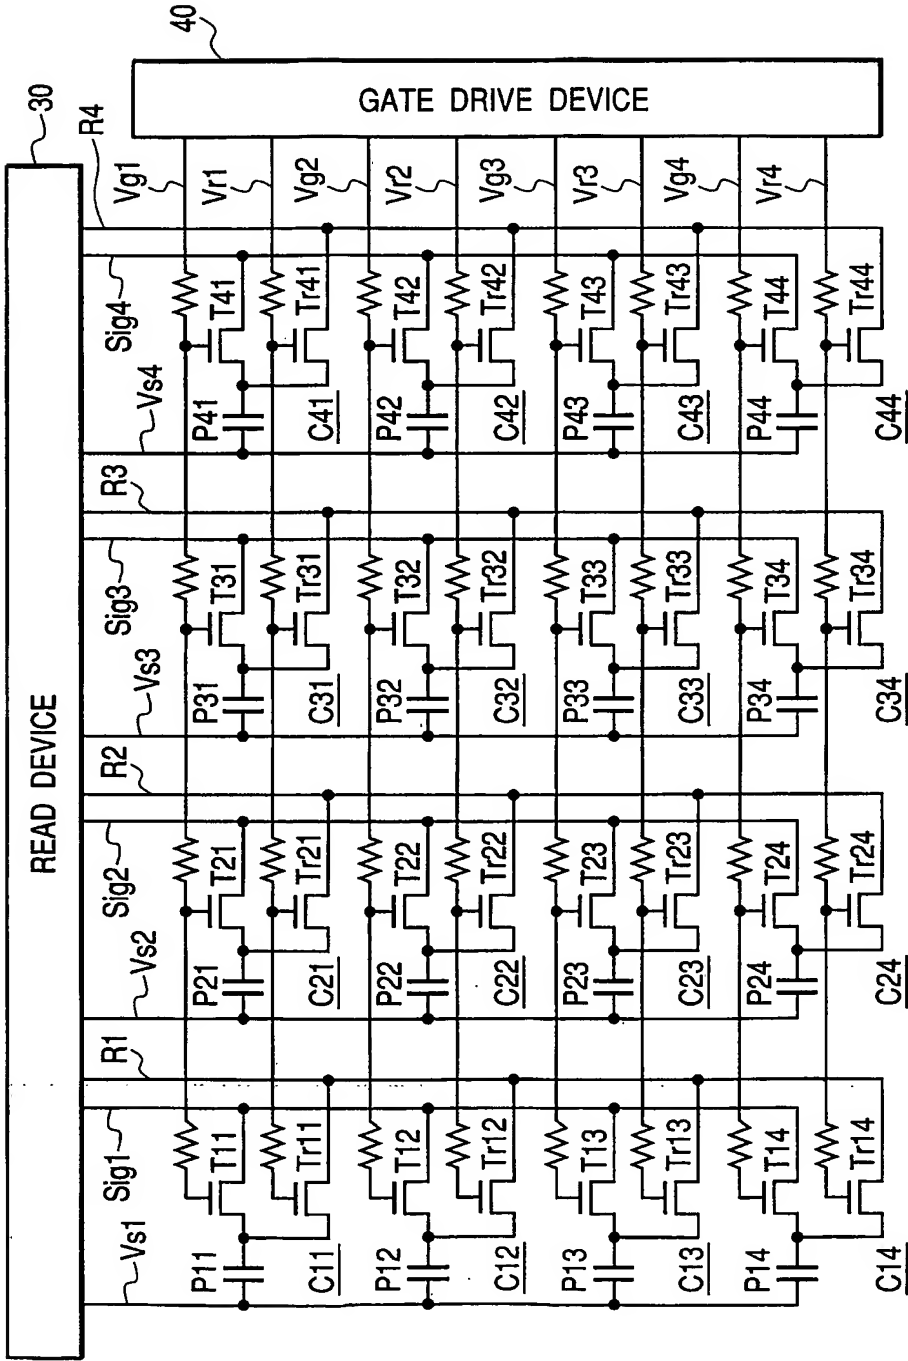 READ DEVICE
30
Vs1
Sig1
R1
Vs2
Sig2
R2
Vs3
Sig3
R3
Vs4
Sig4
R4
40
GATE DRIVE DEVICE
Vg1
Vr1
Vg2
Vr2
Vg3
Vr3
Vg4
Vr4
P11
T11
P21
T21
P31
T31
P41
T41
C11
Tr11
C21
Tr21
C31
Tr31
C41
Tr41
P12
T12
P22
T22
P32
T32
P42
T42
C12
Tr12
C22
Tr22
C32
Tr32
C42
Tr42
P13
T13
P23
T23
P33
T33
P43
T43
C13
Tr13
C23
Tr23
C33
Tr33
C43
Tr43
P14
T14
P24
T24
P34
T34
P44
T44
C14
Tr14
C24
Tr24
C34
Tr34
C44
Tr44